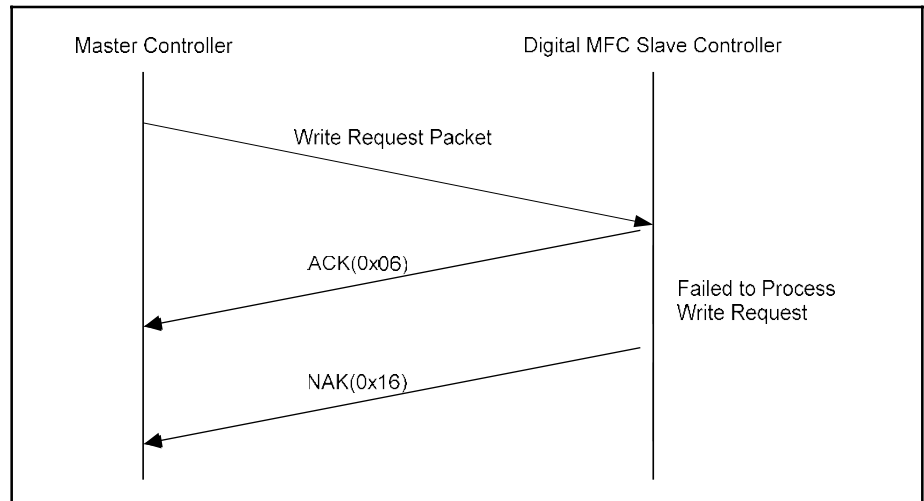 Master Controller
Digital MFC Slave Controller
Write Request Packet
ACK(0x06)
Failed to Process
Write Request
NAK(0x16)